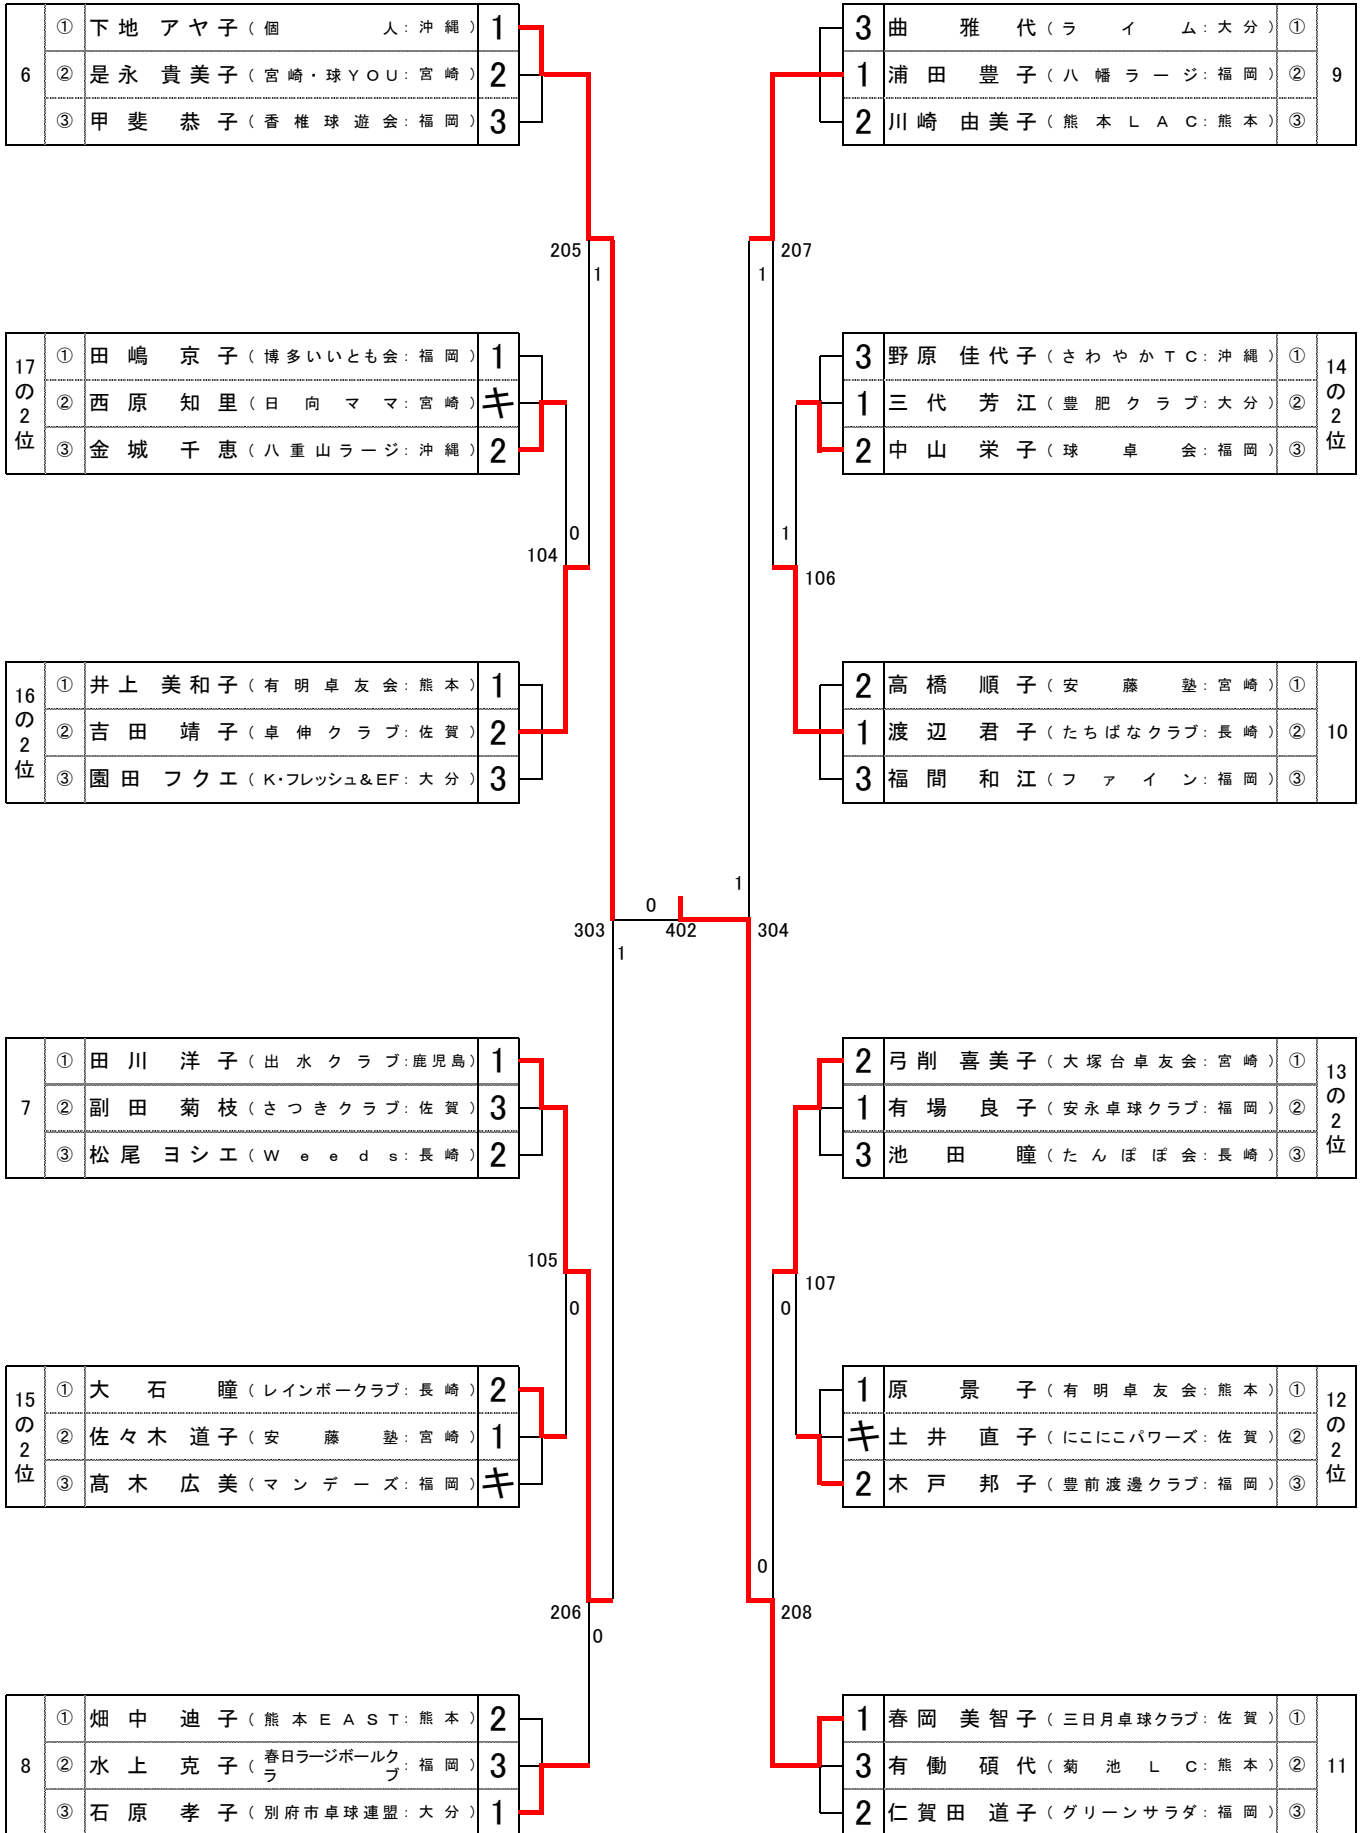 6
① 下地 アヤ子 (個人:沖縄) 1
② 是永 貴美子 (宮崎・球YOU:宮崎) 2
③ 甲斐 恭子 (香椎球遊会:福岡) 3
3 曲 雅代 (ライム:大分) ①
1 浦田 豊子 (八幡ラージ:福岡) ②
2 川崎 由美子 (熊本LAC:熊本) ③
9
205
1
207
1
17の2位
① 田嶋 京子 (博多いいとも会:福岡) 1
② 西原 知里 (日向ママ:宮崎) キ
③ 金城 千恵 (八重山ラージ:沖縄) 2
3 野原 佳代子 (さわやかTC:沖縄) ①
1 三代 芳江 (豊肥クラブ:大分) ②
2 中山 栄子 (球卓会:福岡) ③
14の2位
0
104
1
106
16の2位
① 井上 美和子 (有明卓友会:熊本) 1
② 吉田 靖子 (卓伸クラブ:佐賀) 2
③ 園田 フクエ (K・フレッシュ&EF:大分) 3
2 高橋 順子 (安藤塾:宮崎) ①
1 渡辺 君子 (たちばなクラブ:長崎) ②
3 福間 和江 (ファイン:福岡) ③
10
1
0
303
402
304
1
7
① 田川 洋子 (出水クラブ:鹿児島) 1
② 副田 菊枝 (さつきクラブ:佐賀) 3
③ 松尾 ヨシエ (Weeds:長崎) 2
2 弓削 喜美子 (大塚台卓友会:宮崎) ①
1 有場 良子 (安永卓球クラブ:福岡) ②
3 池田 瞳 (たんぽぽ会:長崎) ③
13の2位
105
0
107
0
15の2位
① 大石 瞳 (レインボークラブ:長崎) 2
② 佐々木 道子 (安藤塾:宮崎) 1
③ 髙木 広美 (マンデーズ:福岡) キ
1 原 景子 (有明卓友会:熊本) ①
キ 土井 直子 (にこにこパワーズ:佐賀) ②
2 木戸 邦子 (豊前渡邊クラブ:福岡) ③
12の2位
0
206
0
208
8
① 畑中 迪子 (熊本EAST:熊本) 2
② 水上 克子 (春日ラージボールクラブ:福岡) 3
③ 石原 孝子 (別府市卓球連盟:大分) 1
1 春岡 美智子 (三日月卓球クラブ:佐賀) ①
3 有働 碩代 (菊池LC:熊本) ②
2 仁賀田 道子 (グリーンサラダ:福岡) ③
11